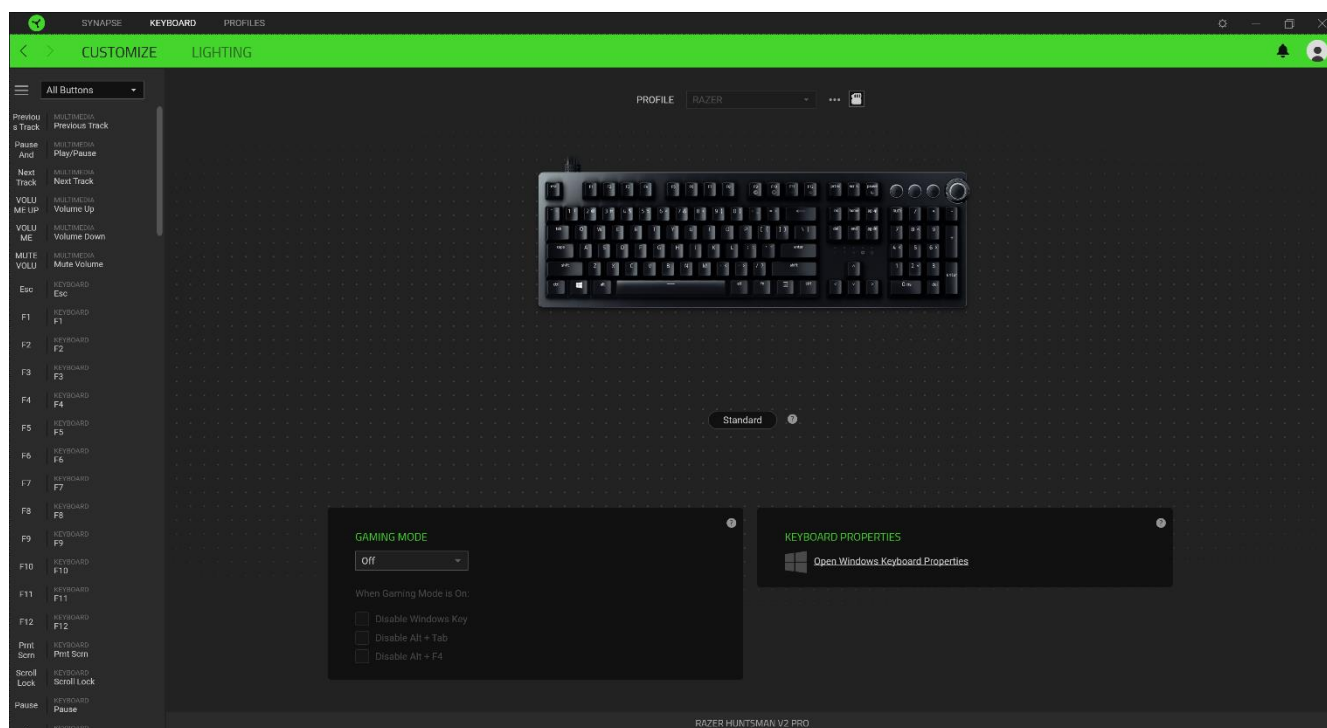 SYNAPSE KEYBOARD PROFILES
CUSTOMIZE LIGHTING
All Buttons
PROFILE RAZER
Previou
s Track
MULTIMEDIA
Previous Track
Pause
And
MULTIMEDIA
Play/Pause
Next
Track
MULTIMEDIA
Next Track
VOLU
ME UP
MULTIMEDIA
Volume Up
VOLU
ME
MULTIMEDIA
Volume Down
MUTE
VOLU
MULTIMEDIA
Mute Volume
Esc
KEYBOARD
Esc
F1
KEYBOARD
F1
F2
KEYBOARD
F2
F3
KEYBOARD
F3
F4
KEYBOARD
F4
F5
KEYBOARD
F5
F6
KEYBOARD
F6
F7
KEYBOARD
F7
F8
KEYBOARD
F8
F9
KEYBOARD
F9
F10
KEYBOARD
F10
F11
KEYBOARD
F11
F12
KEYBOARD
F12
Prnt
Scrn
KEYBOARD
Prnt Scrn
Scroll
Lock
KEYBOARD
Scroll Lock
Pause
KEYBOARD
Pause
KEYBOARD
Standard
GAMING MODE
Off
When Gaming Mode is On:
Disable Windows Key
Disable Alt + Tab
Disable Alt + F4
KEYBOARD PROPERTIES
Open Windows Keyboard Properties
RAZER HUNTSMAN V2 PRO